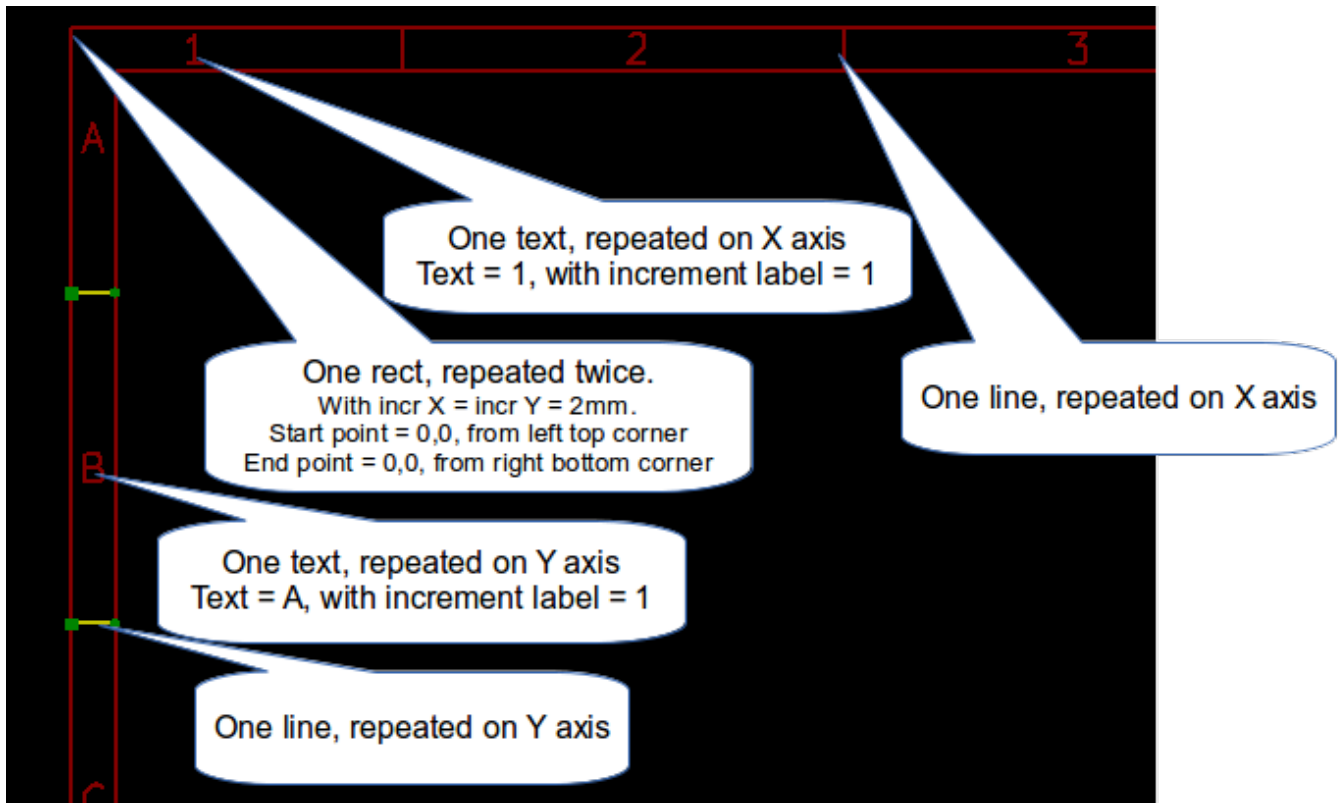 1
2
3
A
One text, repeated on X axis
Text = 1, with increment label = 1
One rect, repeated twice.
With incr X = incr Y = 2mm.
Start point = 0,0, from left top corner
End point = 0,0, from right bottom corner
One line, repeated on X axis
B
One text, repeated on Y axis
Text = A, with increment label = 1
One line, repeated on Y axis
C